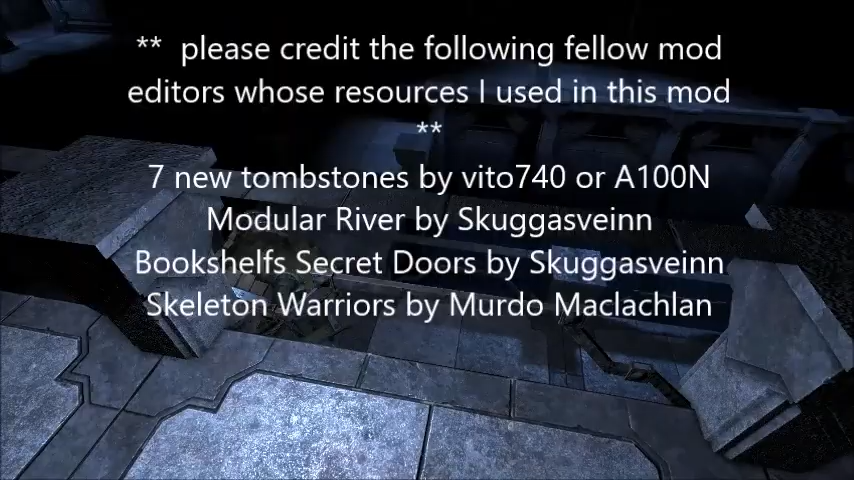 ** please credit the following fellow mod
editors whose resources I used in this mod
**
7 new tombstones by vito740 or A100N
Modular River by Skuggasveinn
Bookshelfs Secret Doors by Skuggasveinn
Skeleton Warriors by Murdo Maclachlan